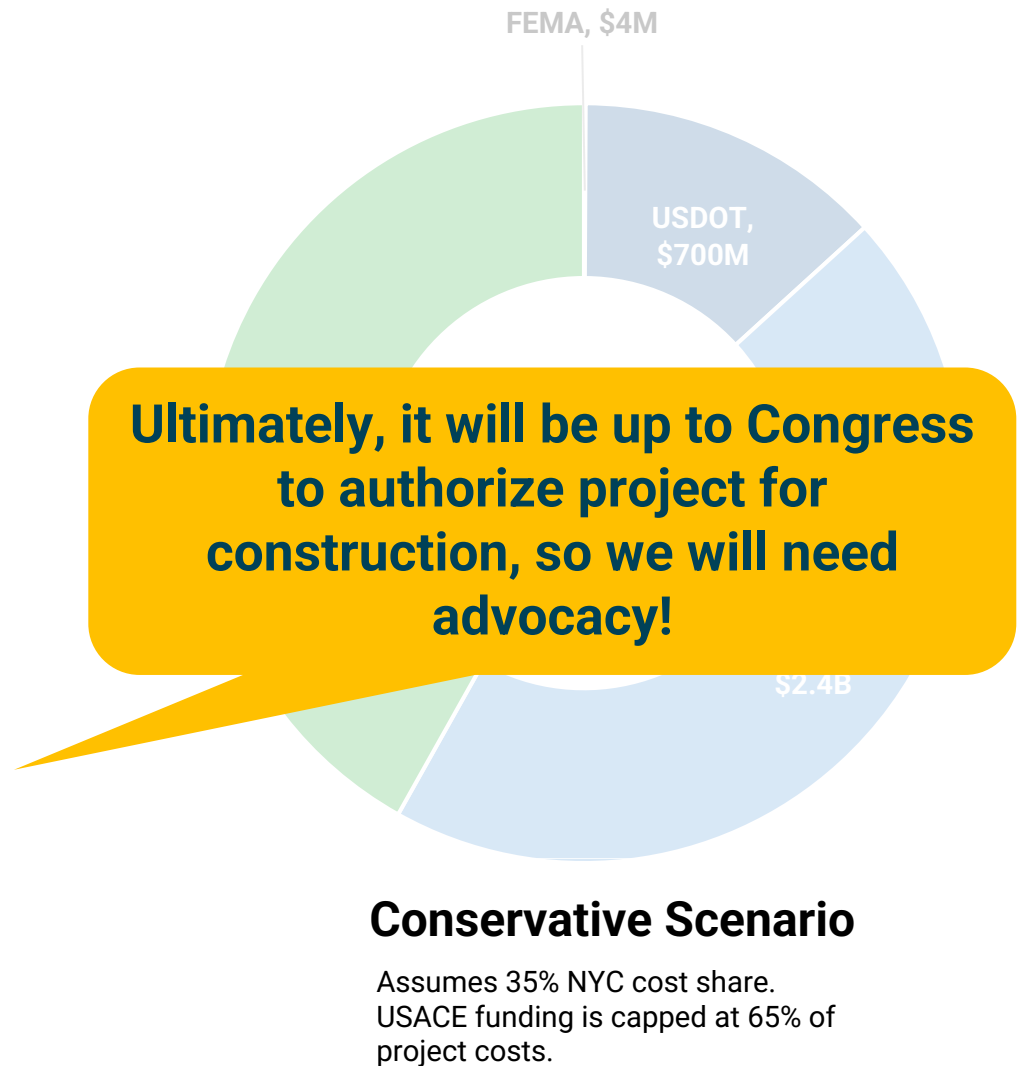 FEMA, $4M
USDOT,
$700M
Ultimately, it will be up to Congress
to authorize project for
construction, so we will need
advocacy!
$2.4B
Conservative Scenario
Assumes 35% NYC cost share.
USACE funding is capped at 65% of
project costs.